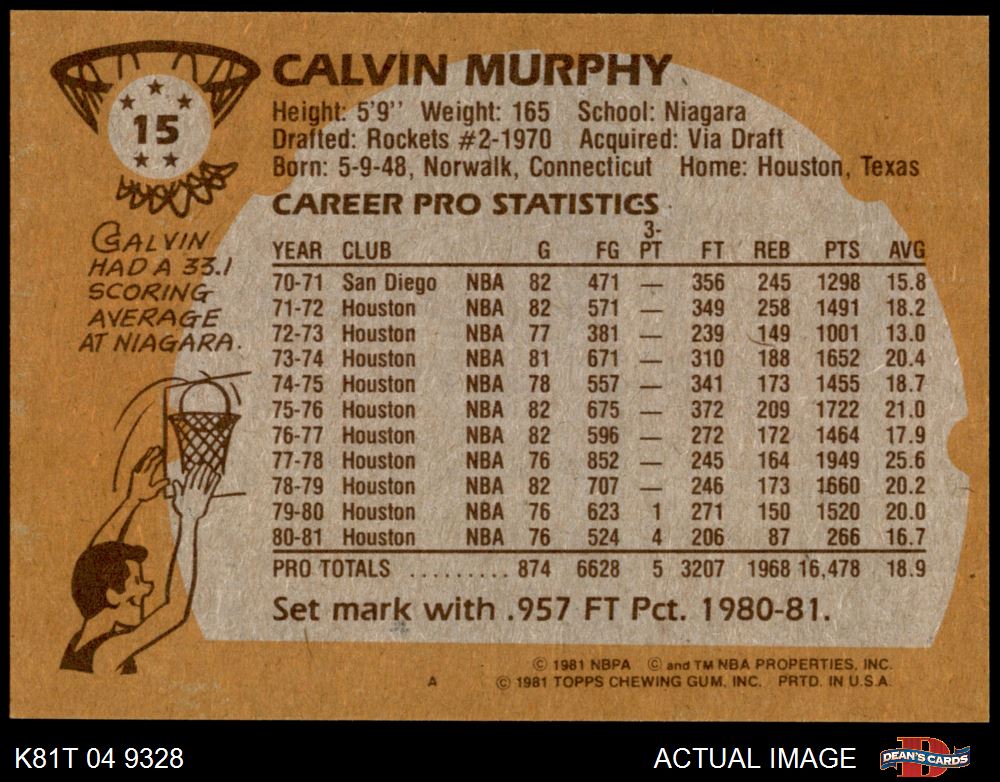 15
CALVIN MURPHY
Height: 5'9'' Weight: 165 School: Niagara
Drafted: Rockets #2-1970 Acquired: Via Draft
Born: 5-9-48, Norwalk, Connecticut Home: Houston, Texas
CAREER PRO STATISTICS
CALVIN
HAD A 33.1
SCORING
AVERAGE
AT NIAGARA.
YEAR CLUB G FG 3-PT FT REB PTS AVG
70-71 San Diego NBA 82 471 — 356 245 1298 15.8
71-72 Houston NBA 82 571 — 349 258 1491 18.2
72-73 Houston NBA 77 381 — 239 149 1001 13.0
73-74 Houston NBA 81 671 — 310 188 1652 20.4
74-75 Houston NBA 78 557 — 341 173 1455 18.7
75-76 Houston NBA 82 675 — 372 209 1722 21.0
76-77 Houston NBA 82 596 — 272 172 1464 17.9
77-78 Houston NBA 76 852 — 245 164 1949 25.6
78-79 Houston NBA 82 707 — 246 173 1660 20.2
79-80 Houston NBA 76 623 1 271 150 1520 20.0
80-81 Houston NBA 76 524 4 206 87 266 16.7
PRO TOTALS .......... 874 6628 5 3207 1968 16,478 18.9
Set mark with .957 FT Pct. 1980-81.
© 1981 NBPA © and TM NBA PROPERTIES, INC.
A © 1981 TOPPS CHEWING GUM, INC. PRTD. IN U.S.A.
K81T 04 9328 ACTUAL IMAGE D DEAN'S CARDS